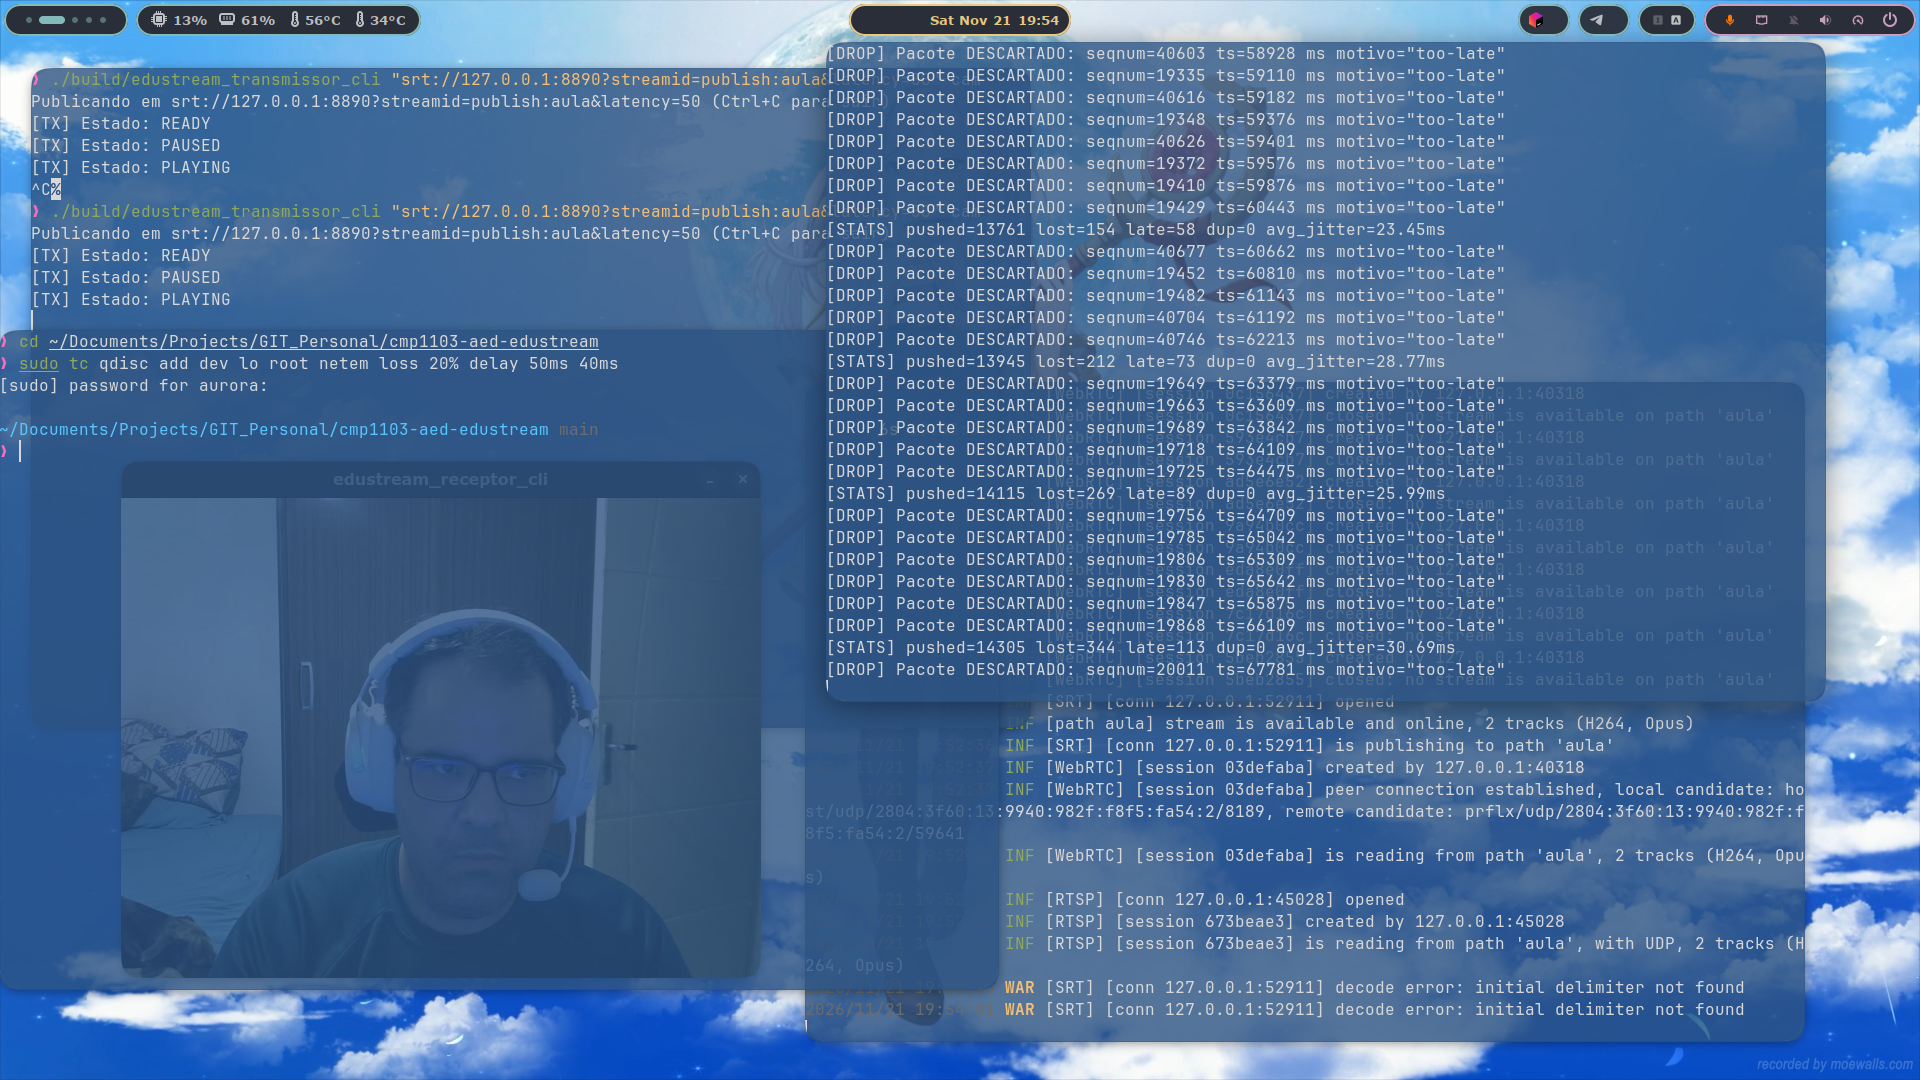 13% 61% 56°C 34°C
Sat Nov 21 19:54
❯ ./build/edustream_transmissor_cli "srt://127.0.0.1:8890?streamid=publish:aula&
Publicando em srt://127.0.0.1:8890?streamid=publish:aula&latency=50 (Ctrl+C para
[TX] Estado: READY
[TX] Estado: PAUSED
[TX] Estado: PLAYING
^C%
❯ ./build/edustream_transmissor_cli "srt://127.0.0.1:8890?streamid=publish:aula&
Publicando em srt://127.0.0.1:8890?streamid=publish:aula&latency=50 (Ctrl+C para
[TX] Estado: READY
[TX] Estado: PAUSED
[TX] Estado: PLAYING
❯ cd ~/Documents/Projects/GIT_Personal/cmp1103-aed-edustream
❯ sudo tc qdisc add dev lo root netem loss 20% delay 50ms 40ms
[sudo] password for aurora:
~/Documents/Projects/GIT_Personal/cmp1103-aed-edustream main
❯
edustream_receptor_cli
[DROP] Pacote DESCARTADO: seqnum=40603 ts=58928 ms motivo="too-late"
[DROP] Pacote DESCARTADO: seqnum=19335 ts=59110 ms motivo="too-late"
[DROP] Pacote DESCARTADO: seqnum=40616 ts=59182 ms motivo="too-late"
[DROP] Pacote DESCARTADO: seqnum=19348 ts=59376 ms motivo="too-late"
[DROP] Pacote DESCARTADO: seqnum=40626 ts=59401 ms motivo="too-late"
[DROP] Pacote DESCARTADO: seqnum=19372 ts=59576 ms motivo="too-late"
[DROP] Pacote DESCARTADO: seqnum=19410 ts=59876 ms motivo="too-late"
[DROP] Pacote DESCARTADO: seqnum=19429 ts=60443 ms motivo="too-late"
[STATS] pushed=13761 lost=154 late=58 dup=0 avg_jitter=23.45ms
[DROP] Pacote DESCARTADO: seqnum=40677 ts=60662 ms motivo="too-late"
[DROP] Pacote DESCARTADO: seqnum=19452 ts=60810 ms motivo="too-late"
[DROP] Pacote DESCARTADO: seqnum=19482 ts=61143 ms motivo="too-late"
[DROP] Pacote DESCARTADO: seqnum=40704 ts=61192 ms motivo="too-late"
[DROP] Pacote DESCARTADO: seqnum=40746 ts=62213 ms motivo="too-late"
[STATS] pushed=13945 lost=212 late=73 dup=0 avg_jitter=28.77ms
[DROP] Pacote DESCARTADO: seqnum=19649 ts=63379 ms motivo="too-late"
[DROP] Pacote DESCARTADO: seqnum=19663 ts=63609 ms motivo="too-late"
[DROP] Pacote DESCARTADO: seqnum=19689 ts=63842 ms motivo="too-late"
[DROP] Pacote DESCARTADO: seqnum=19718 ts=64109 ms motivo="too-late"
[DROP] Pacote DESCARTADO: seqnum=19725 ts=64475 ms motivo="too-late"
[STATS] pushed=14115 lost=269 late=89 dup=0 avg_jitter=25.99ms
[DROP] Pacote DESCARTADO: seqnum=19756 ts=64709 ms motivo="too-late"
[DROP] Pacote DESCARTADO: seqnum=19785 ts=65042 ms motivo="too-late"
[DROP] Pacote DESCARTADO: seqnum=19806 ts=65309 ms motivo="too-late"
[DROP] Pacote DESCARTADO: seqnum=19830 ts=65642 ms motivo="too-late"
[DROP] Pacote DESCARTADO: seqnum=19847 ts=65875 ms motivo="too-late"
[DROP] Pacote DESCARTADO: seqnum=19868 ts=66109 ms motivo="too-late"
[STATS] pushed=14305 lost=344 late=113 dup=0 avg_jitter=30.69ms
[DROP] Pacote DESCARTADO: seqnum=20011 ts=67781 ms motivo="too-late"
[SRT] [conn 127.0.0.1:52911] opened
INF [path aula] stream is available and online, 2 tracks (H264, Opus)
INF [SRT] [conn 127.0.0.1:52911] is publishing to path 'aula'
INF [WebRTC] [session 03defaba] created by 127.0.0.1:40318
INF [WebRTC] [session 03defaba] peer connection established, local candidate: ho
st/udp/2804:3f60:13:9940:982f:f8f5:fa54:2/8189, remote candidate: prflx/udp/2804:3f60:13:9940:982f:f
8f5:fa54:2/59641
INF [WebRTC] [session 03defaba] is reading from path 'aula', 2 tracks (H264, Opu
s)
INF [RTSP] [conn 127.0.0.1:45028] opened
INF [RTSP] [session 673beae3] created by 127.0.0.1:45028
INF [RTSP] [session 673beae3] is reading from path 'aula', with UDP, 2 tracks (H
264, Opus)
WAR [SRT] [conn 127.0.0.1:52911] decode error: initial delimiter not found
2026/11/21 19:54 WAR [SRT] [conn 127.0.0.1:52911] decode error: initial delimiter not found
recorded by moewalls.com